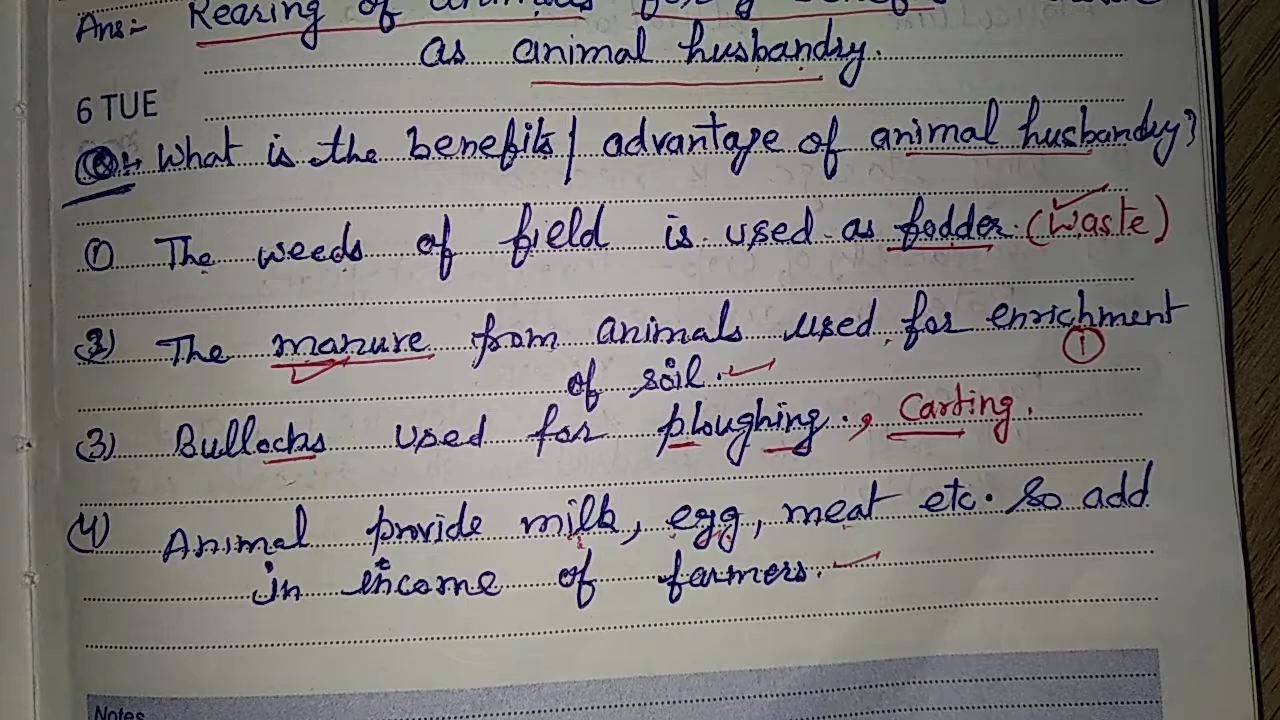 Ans:- Rearing of animals for
as animal husbandry.
6 TUE
Q:- What is the benefits/ advantage of animal husbandry?
① The weeds of field is used as fodder. (Waste)
2) The manure from animals used for enrichment
①
of soil.
(3) Bullocks used for ploughing., Carting.
(4) Animal provide milk, egg, meat etc. So add
in income of farmers.
Notes